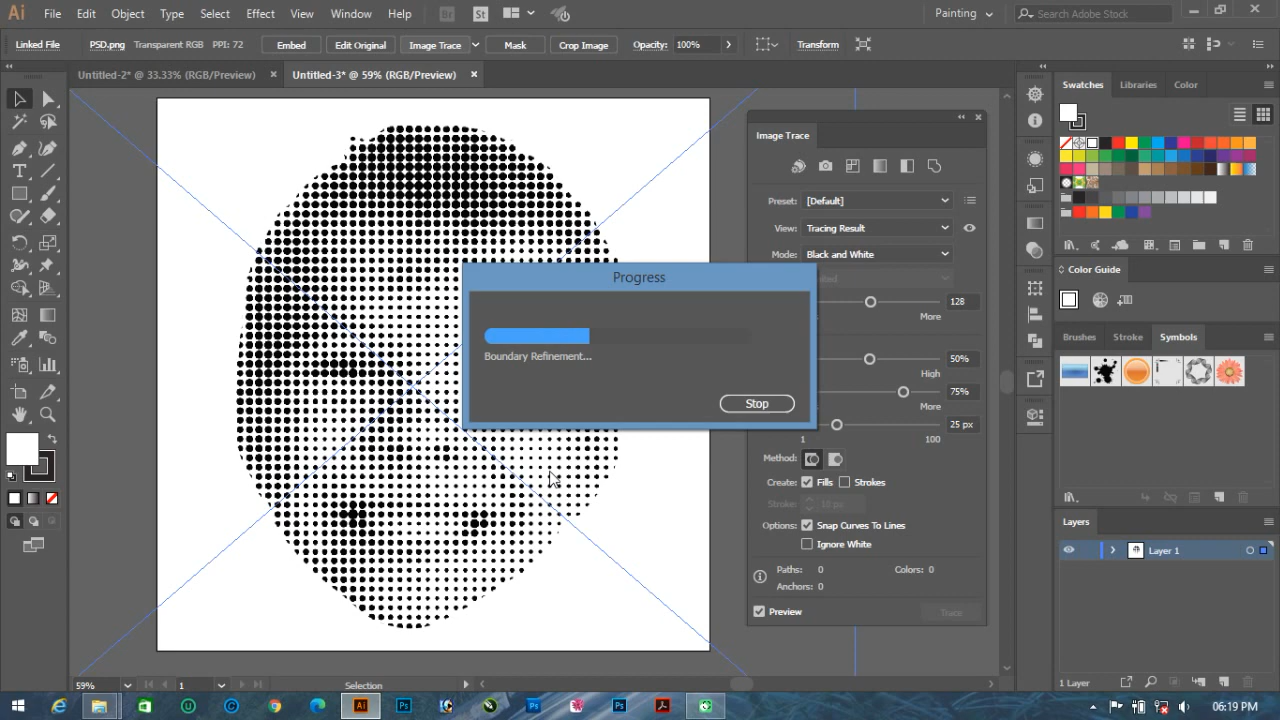 Ai File Edit Object Type Select Effect View Window Help Br St Painting Search Adobe Stock
Linked File PSD.png Transparent RGB PPI: 72 Embed Edit Original Image Trace Mask Crop Image Opacity: 100% Transform
Untitled-2* @ 33.33% (RGB/Preview) × Untitled-3* @ 59% (RGB/Preview) ×
Swatches Libraries Color
Image Trace
Preset: [Default]
View: Tracing Result
Mode: Black and White
Progress
Color Guide
128
More
Boundary Refinement...
Brushes Stroke Symbols
50%
High
75%
More
Stop
25 px
1 100
Method:
Create: Fills Strokes
Stroke: 10 px
Options: Snap Curves To Lines
Ignore White
Layers
Layer 1
Paths: 0 Colors: 0
Anchors: 0
Preview Trace
59% 1 Selection
1 Layer
06:19 PM